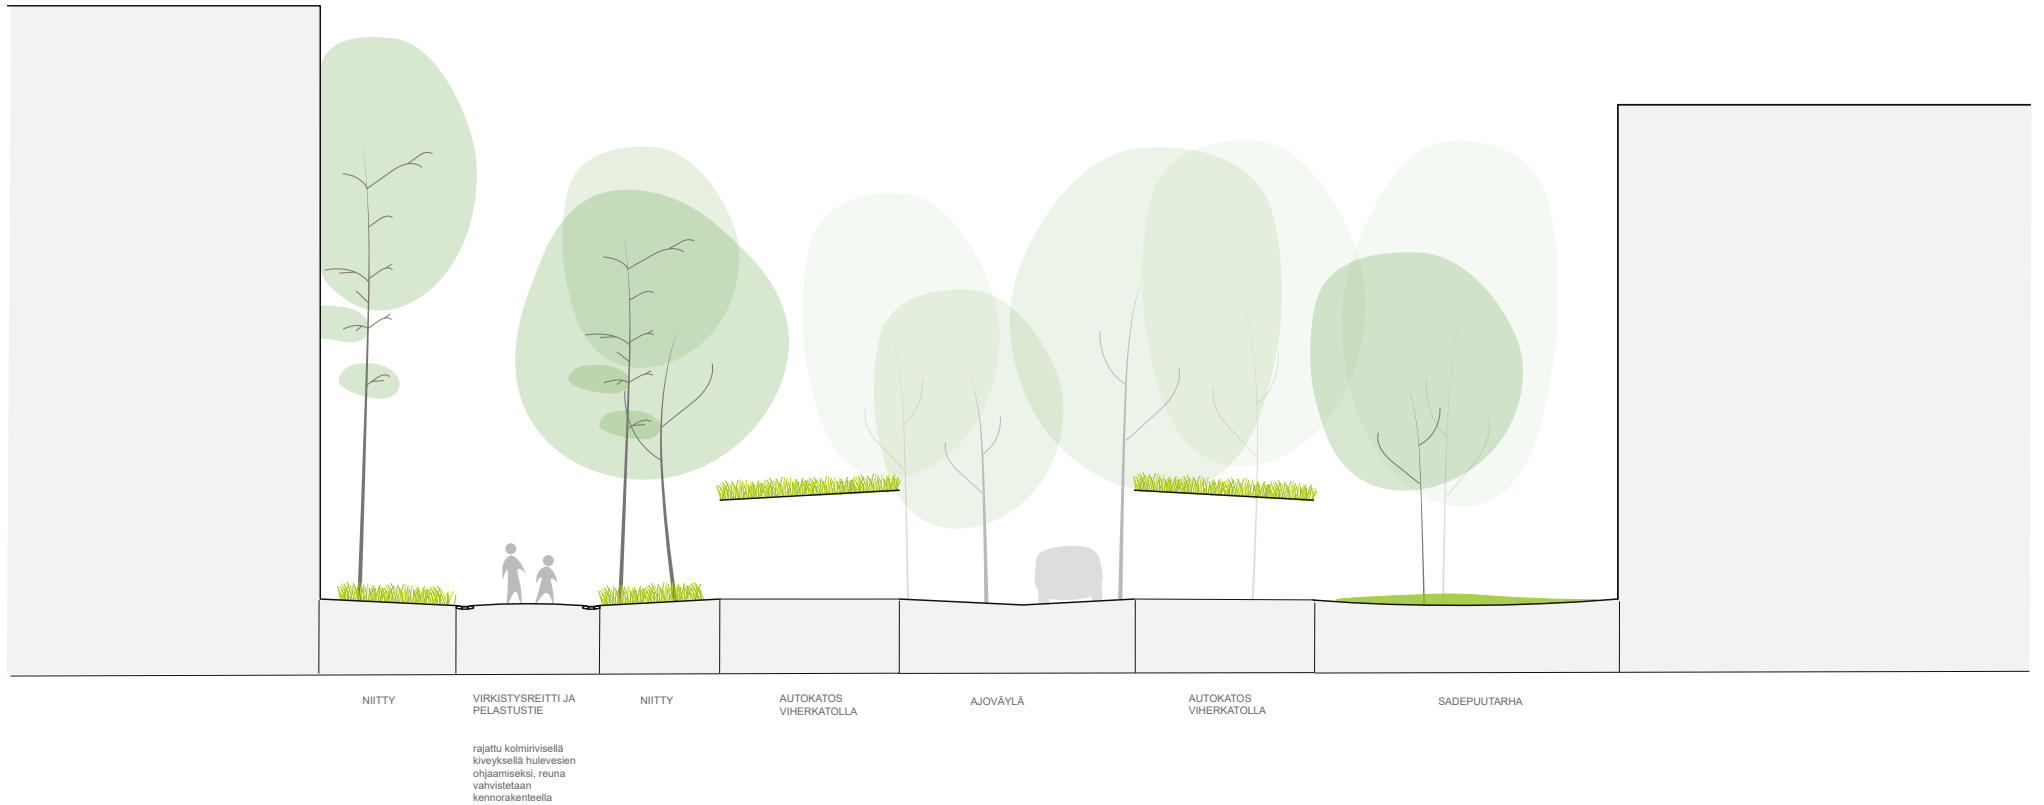 NIITTY
VIRKISTYSREITTI JA
PELASTUSTIE
rajattu kolmirivisellä
kiveyksellä hulevesien
ohjaamiseksi, reuna
vahvistetaan
kennorakenteella
NIITTY
AUTOKATOS
VIHERKATOLLA
AJOVÄYLÄ
AUTOKATOS
VIHERKATOLLA
SADEPUUTARHA